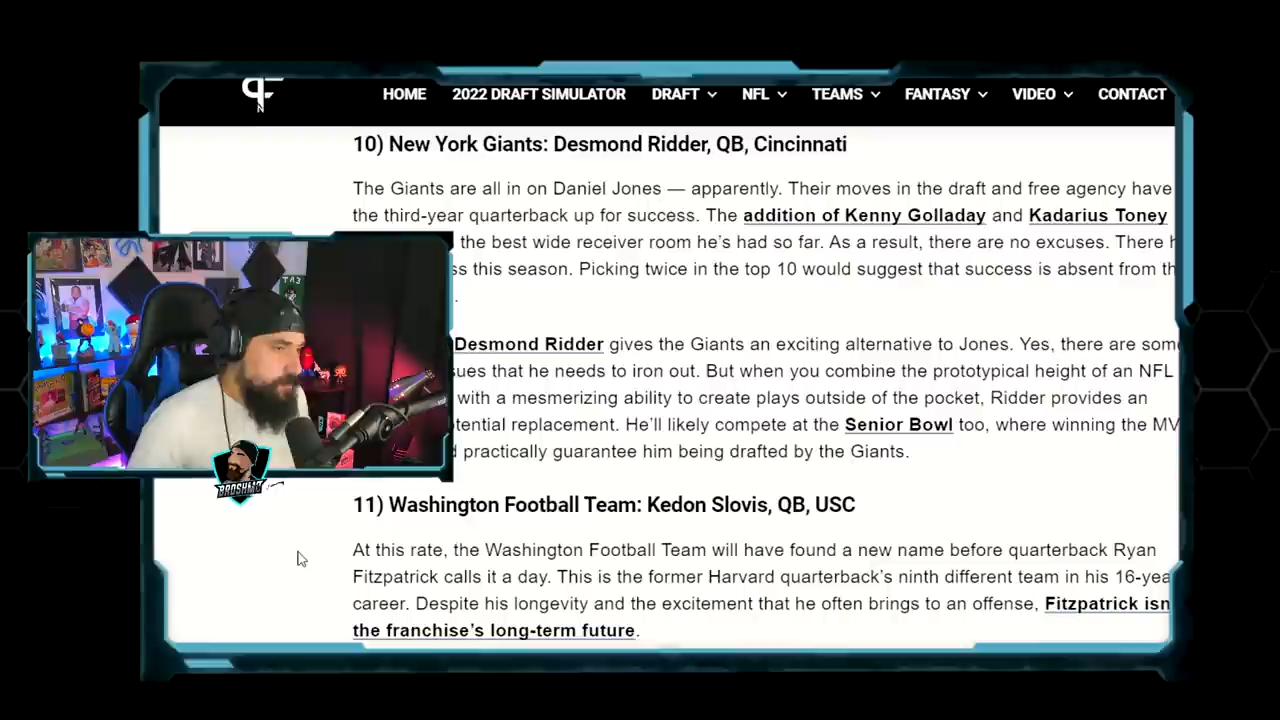 HOME 2022 DRAFT SIMULATOR DRAFT NFL TEAMS FANTASY VIDEO CONTACT
10) New York Giants: Desmond Ridder, QB, Cincinnati
The Giants are all in on Daniel Jones — apparently. Their moves in the draft and free agency have
the third-year quarterback up for success. The addition of Kenny Golladay and Kadarius Toney
the best wide receiver room he's had so far. As a result, there are no excuses. There
this season. Picking twice in the top 10 would suggest that success is absent from
Desmond Ridder gives the Giants an exciting alternative to Jones. Yes, there are some
that he needs to iron out. But when you combine the prototypical height of an NFL
with a mesmerizing ability to create plays outside of the pocket, Ridder provides an
replacement. He'll likely compete at the Senior Bowl too, where winning the
practically guarantee him being drafted by the Giants.
BROSHMO
11) Washington Football Team: Kedon Slovis, QB, USC
At this rate, the Washington Football Team will have found a new name before quarterback Ryan
Fitzpatrick calls it a day. This is the former Harvard quarterback's ninth different team in his 16-yea
career. Despite his longevity and the excitement that he often brings to an offense, Fitzpatrick isn
the franchise's long-term future.